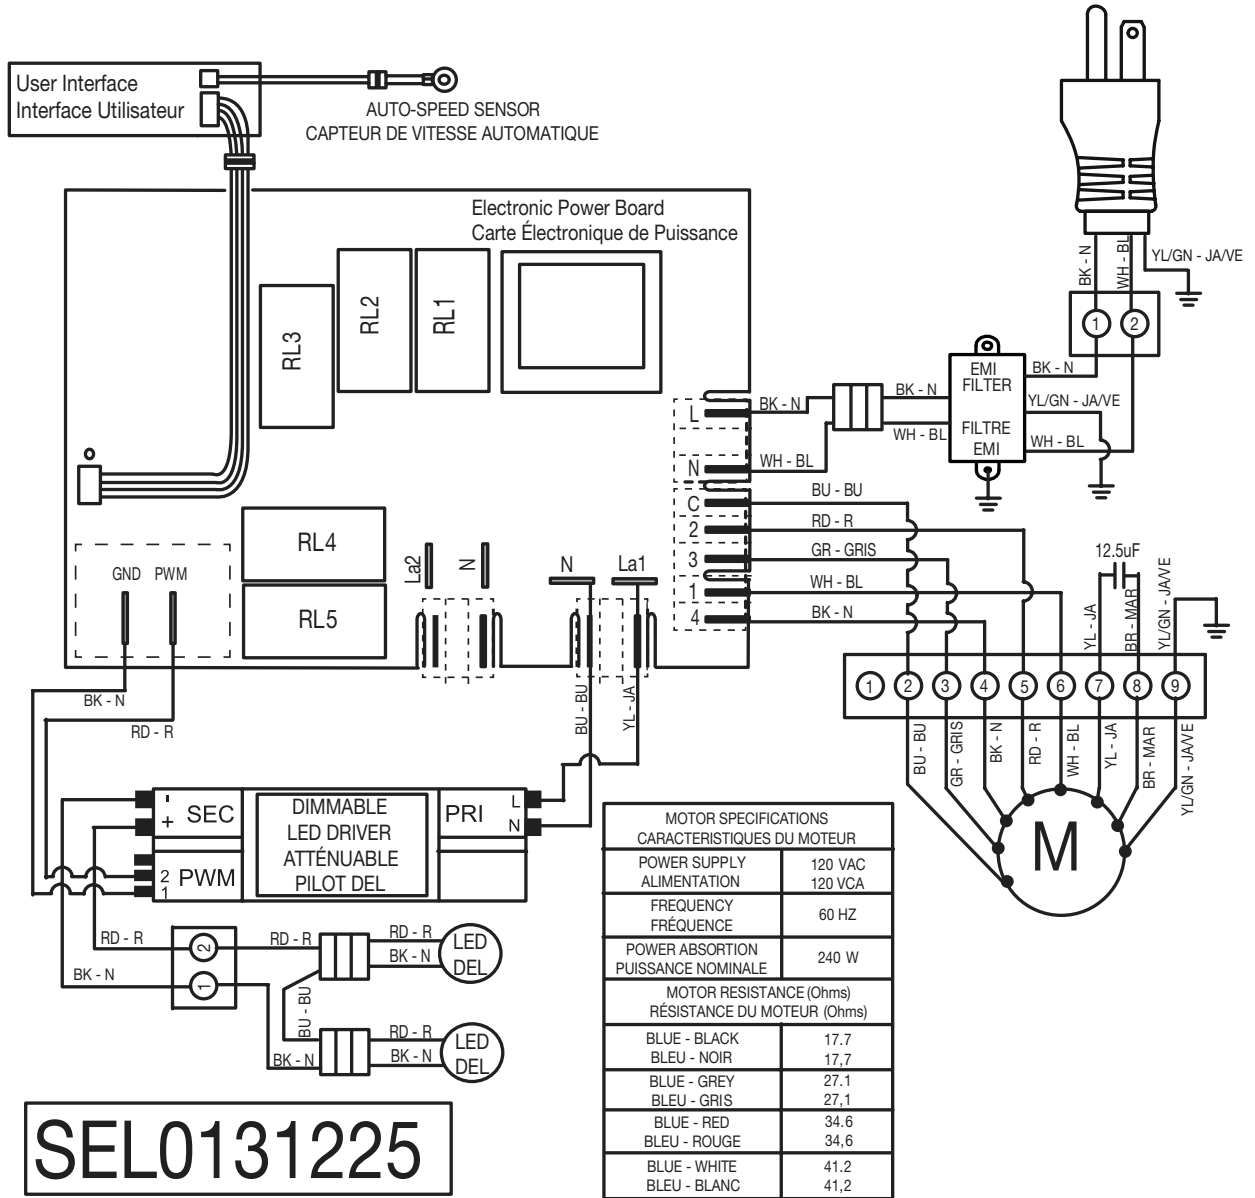 User Interface
Interface Utilisateur
AUTO-SPEED SENSOR
CAPTEUR DE VITESSE AUTOMATIQUE
Electronic Power Board
Carte Électronique de Puissance
RL3
RL2
RL1
RL4
RL5
GND PWM
La2
N
N
La1
L
N
C
2
3
1
4
BK - N
WH - BL
YL/GN - JA/VE
1
2
EMI
FILTER
FILTRE
EMI
BK - N
YL/GN - JA/VE
WH - BL
BK - N
WH - BL
BK - N
WH - BL
BU - BU
RD - R
GR - GRIS
WH - BL
BK - N
12.5uF
YL - JA
BR - MAR
YL/GN - JA/VE
1 2 3 4 5 6 7 8 9
BU - BU
GR - GRIS
BK - N
RD - R
WH - BL
YL - JA
BR - MAR
YL/GN - JA/VE
M
BK - N
RD - R
BU - BU
YL - JA
- SEC
+
2 PWM
1
DIMMABLE
LED DRIVER
ATTÉNUABLE
PILOT DEL
PRI L
N
RD - R
BK - N
2
1
RD - R
BU - BU
BK - N
RD - R
BK - N
LED
DEL
RD - R
BK - N
LED
DEL
MOTOR SPECIFICATIONS
CARACTERISTIQUES DU MOTEUR
POWER SUPPLY 120 VAC
ALIMENTATION 120 VCA
FREQUENCY
FRÉQUENCE
60 HZ
POWER ABSORTION
PUISSANCE NOMINALE
240 W
MOTOR RESISTANCE (Ohms)
RÉSISTANCE DU MOTEUR (Ohms)
BLUE - BLACK 17.7
BLEU - NOIR 17,7
BLUE - GREY 27.1
BLEU - GRIS 27,1
BLUE - RED 34.6
BLEU - ROUGE 34,6
BLUE - WHITE 41.2
BLEU - BLANC 41,2
SEL0131225